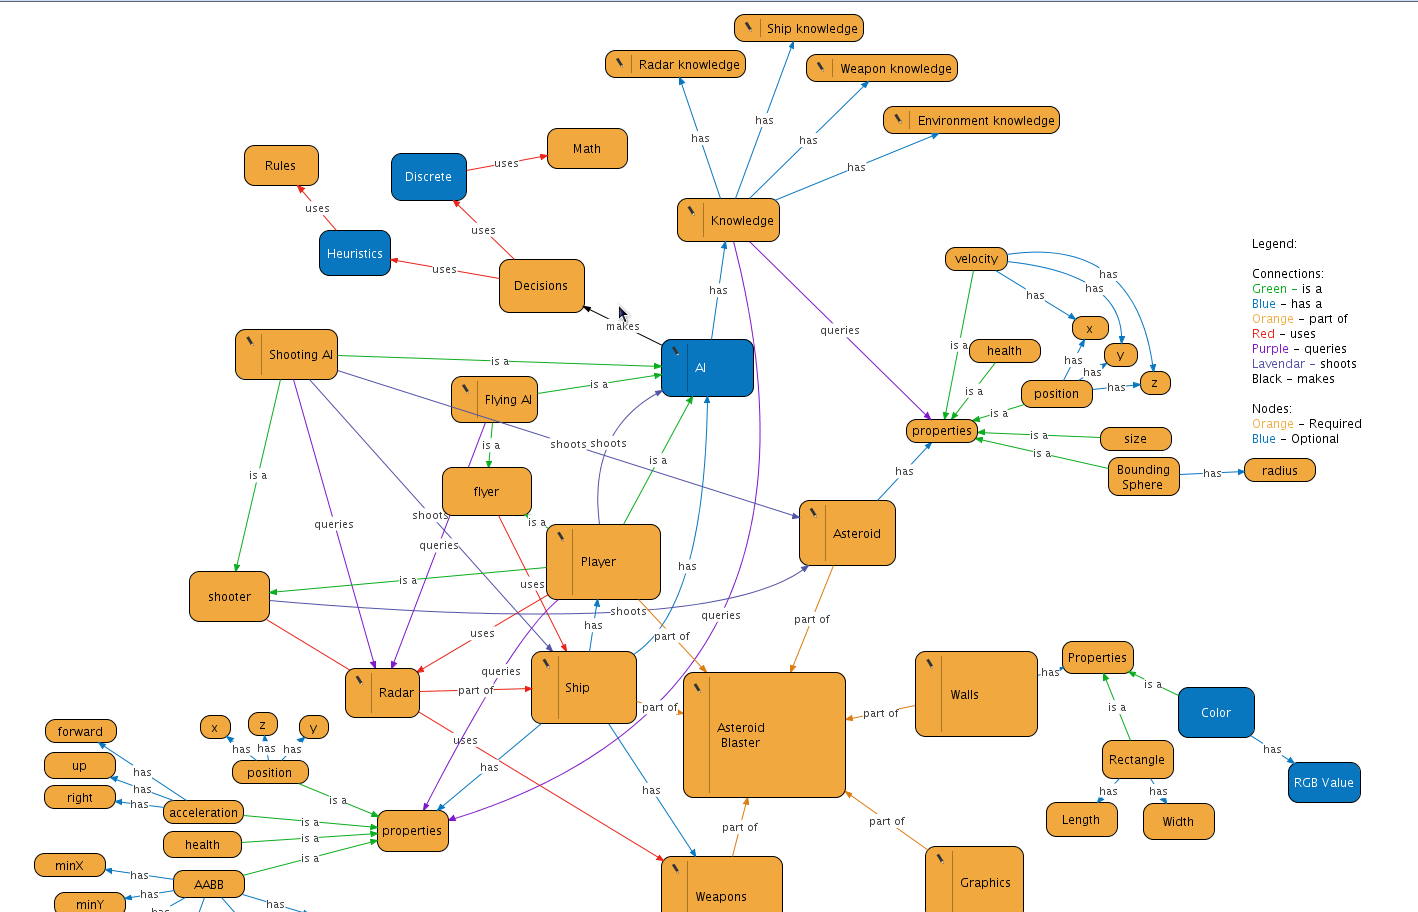 Ship knowledge
Radar knowledge
Weapon knowledge
has
Environment knowledge
has
has
has
Math
Rules
Discrete
uses
uses
uses
Knowledge
Heuristics
uses
Decisions
has
makes
queries
velocity
has
has
has
x
y
z
is a
health
has
has
has
position
is a
is a
properties
size
is a
is a
Bounding
Sphere
has
radius
has
Legend:
Connections:
Green - is a
Blue - has a
Orange - part of
Red - uses
Purple - queries
Lavendar - shoots
Black - makes
Nodes:
Orange - Required
Blue - Optional
Shooting AI
is a
AI
Flying AI
is a
is a
shoots
shoots
is a
is a
flyer
queries
shoots
queries
is a
Asteroid
Player
has
uses
is a
shooter
shoots
queries
has
uses
part of
part of
queries
Radar
part of
Ship
part of
Asteroid
Blaster
part of
Walls
has
Properties
is a
Color
is a
has
RGB Value
Rectangle
has
has
Length
Width
uses
has
has
part of
part of
Weapons
Graphics
forward
up
right
has
has
has
x
z
y
has
has
has
position
is a
acceleration
is a
is a
is a
health
properties
minX
has
AABB
minY
has
has
has